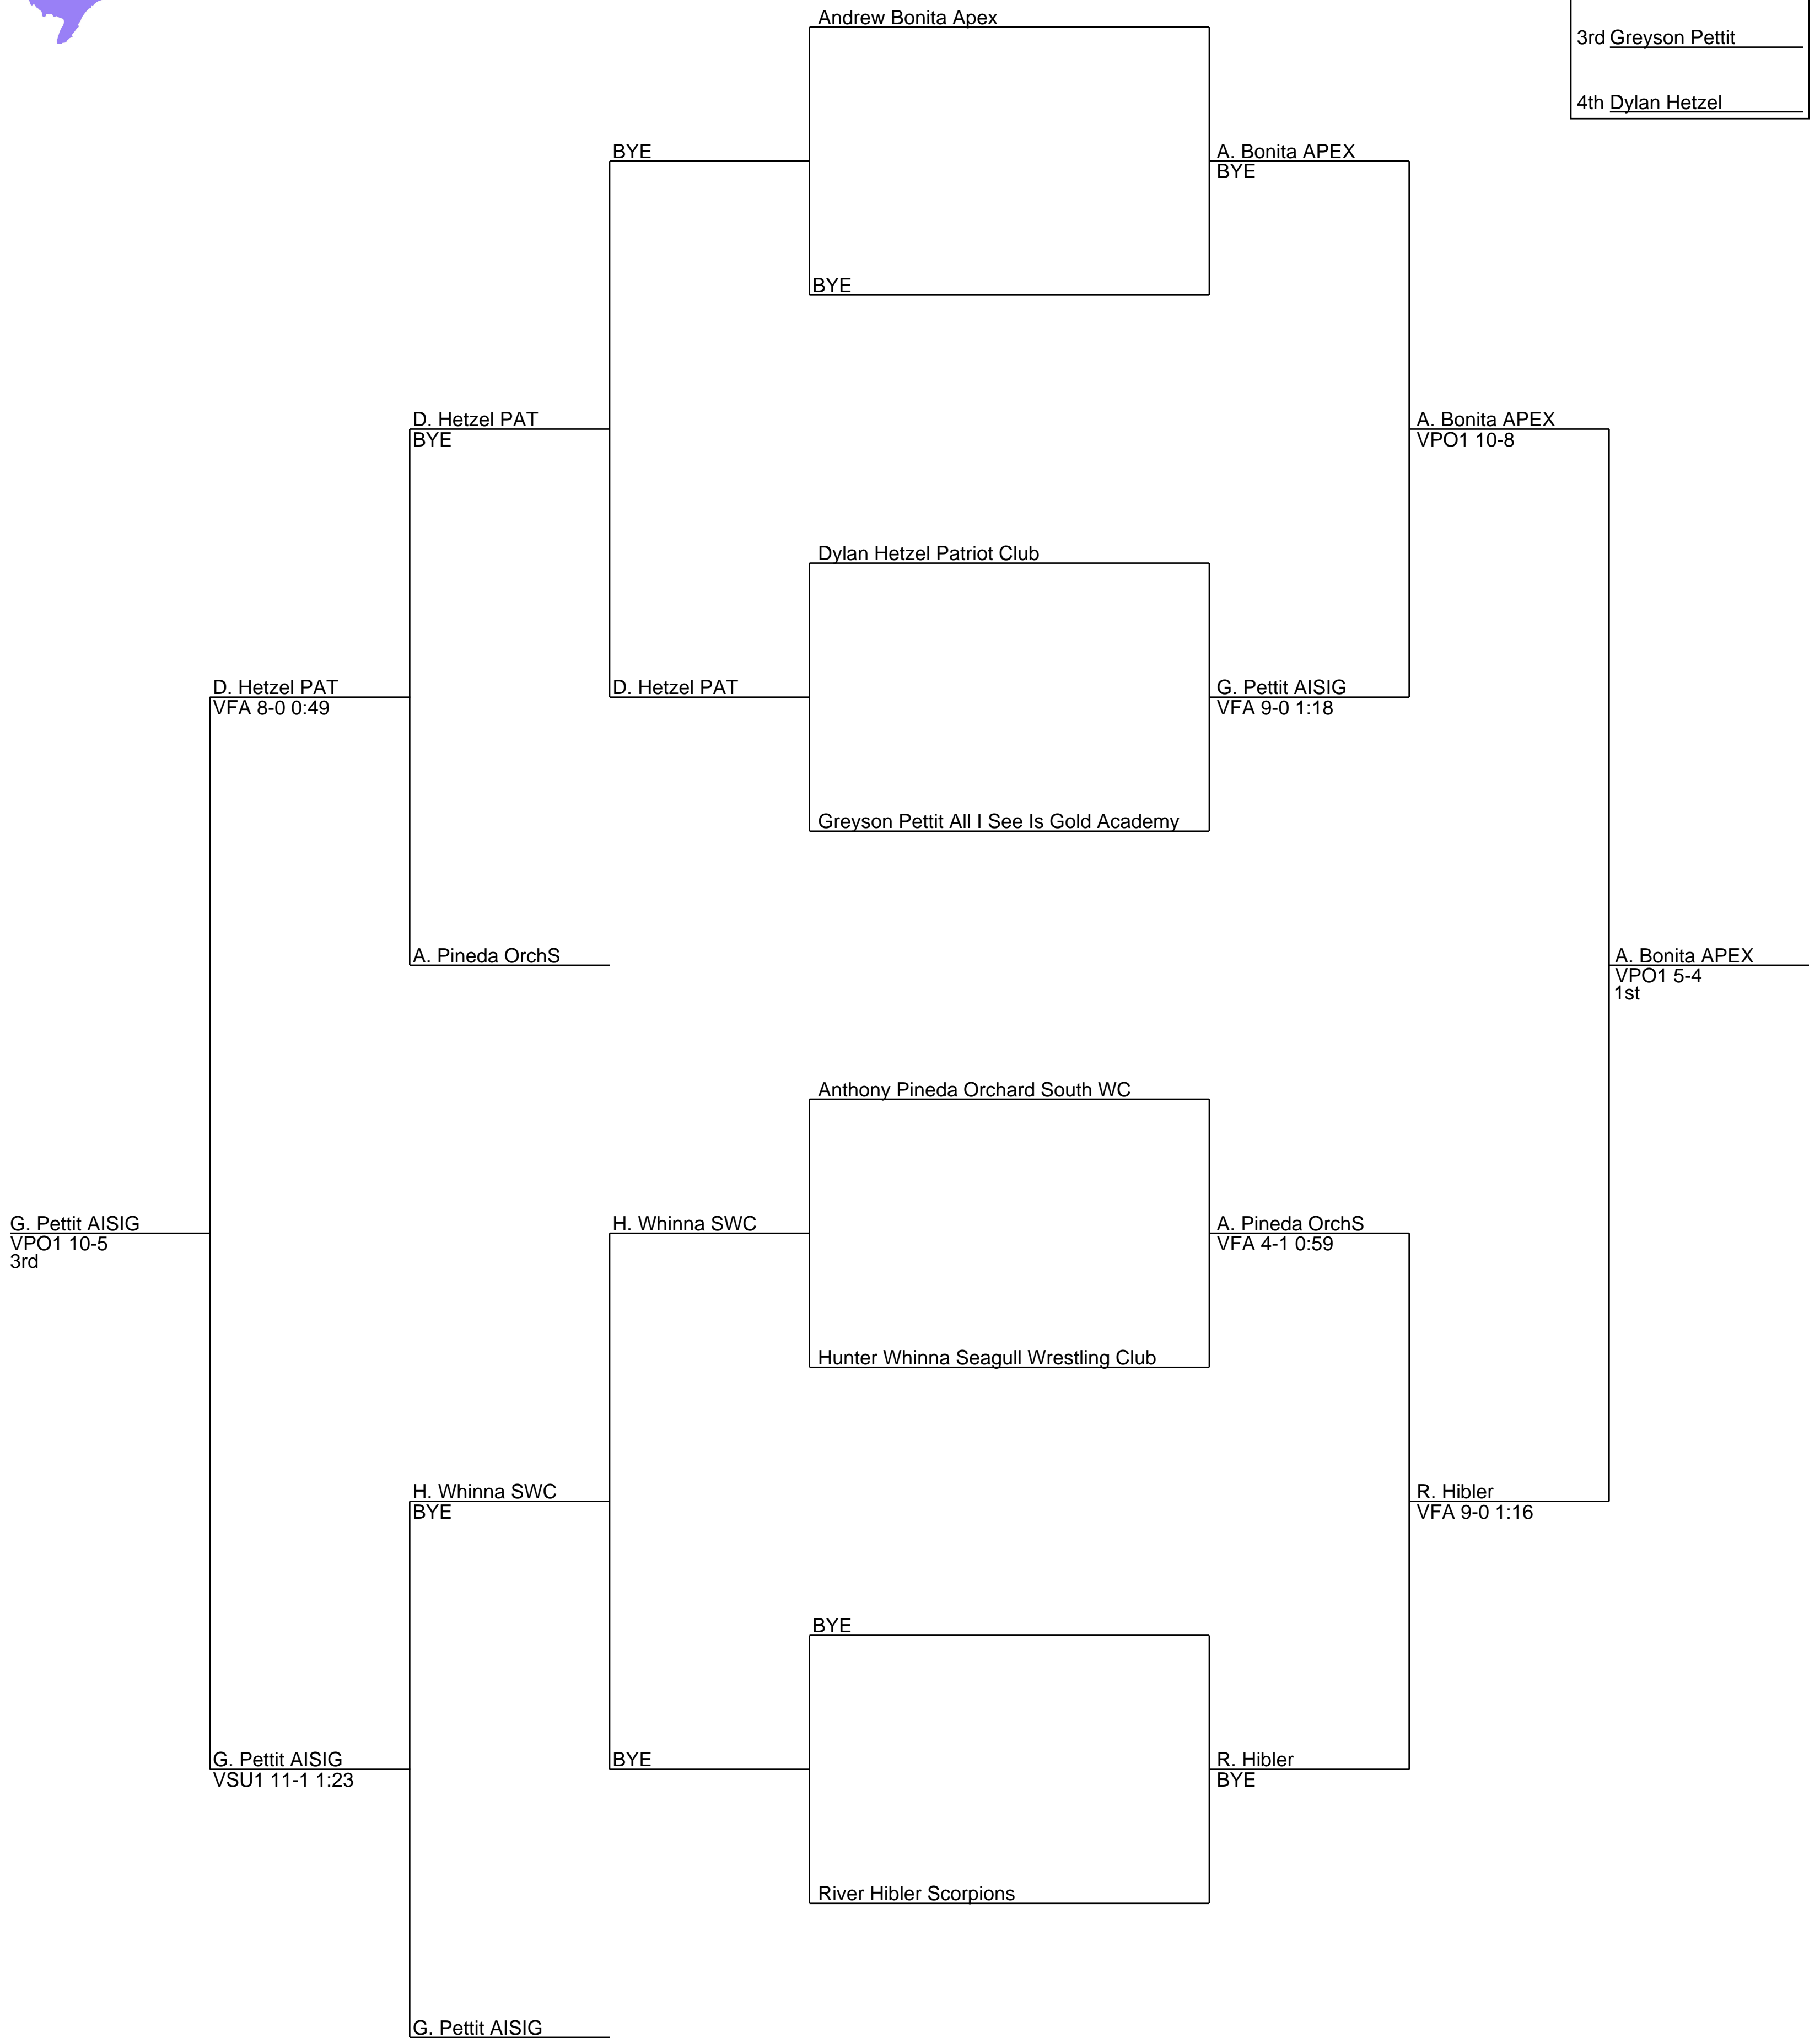 Andrew Bonita Apex
3rd Greyson Pettit
4th Dylan Hetzel
BYE
A. Bonita APEX
BYE
BYE
D. Hetzel PAT
BYE
A. Bonita APEX
VPO1 10-8
Dylan Hetzel Patriot Club
D. Hetzel PAT
VFA 8-0 0:49
D. Hetzel PAT
G. Pettit AISIG
VFA 9-0 1:18
Greyson Pettit All I See Is Gold Academy
A. Pineda OrchS
A. Bonita APEX
VPO1 5-4
1st
Anthony Pineda Orchard South WC
G. Pettit AISIG
VPO1 10-5
3rd
H. Whinna SWC
A. Pineda OrchS
VFA 4-1 0:59
Hunter Whinna Seagull Wrestling Club
H. Whinna SWC
BYE
R. Hibler
VFA 9-0 1:16
BYE
G. Pettit AISIG
VSU1 11-1 1:23
BYE
R. Hibler
BYE
River Hibler Scorpions
G. Pettit AISIG